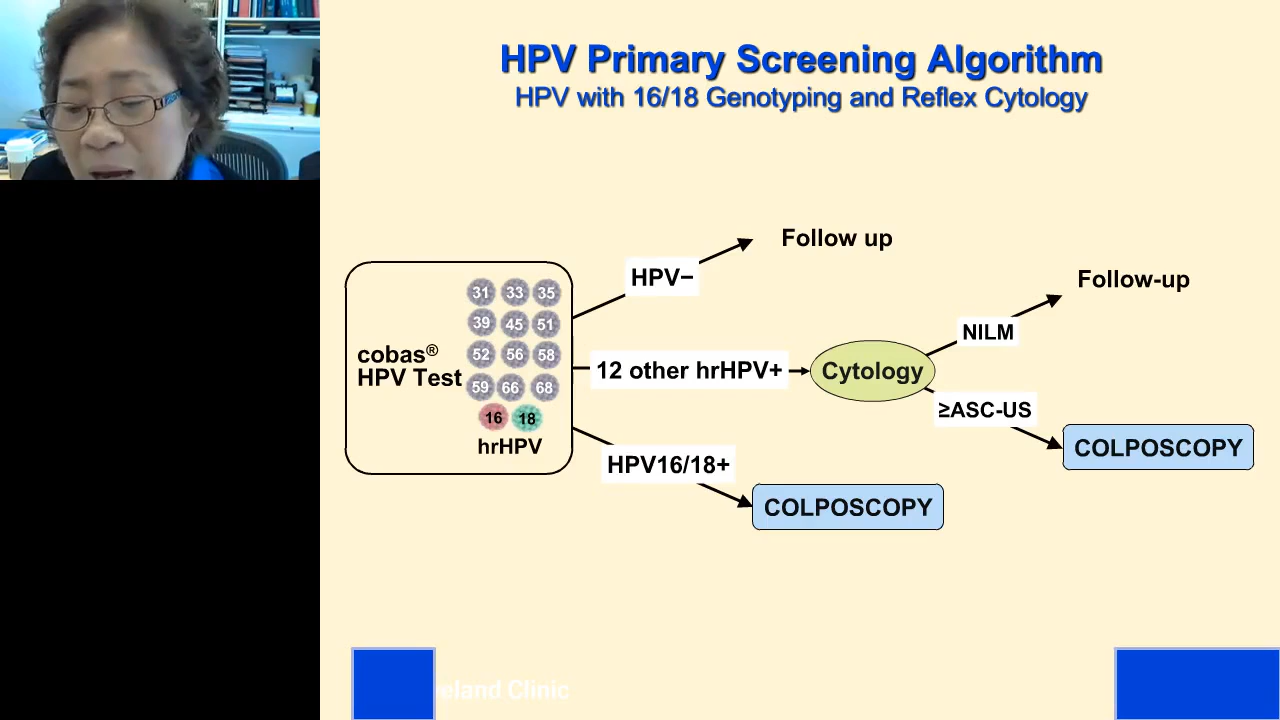 HPV Primary Screening Algorithm
HPV with 16/18 Genotyping and Reflex Cytology
cobas®
HPV Test
31 33 35
39 45 51
52 56 58
59 66 68
16 18
hrHPV
HPV−
Follow up
12 other hrHPV+
Cytology
NILM
Follow-up
≥ASC-US
COLPOSCOPY
HPV16/18+
COLPOSCOPY
eland Clinic